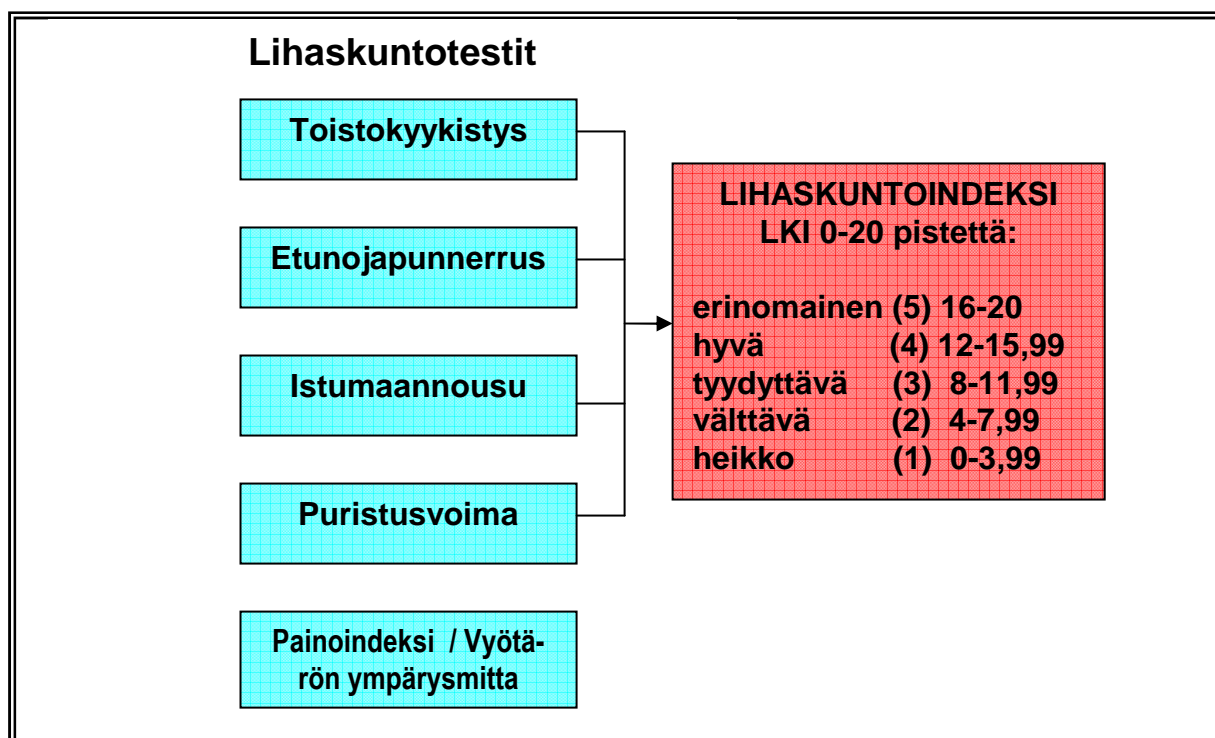 Lihaskuntotestit
Toistokyykistys
Etunojapunnerrus
Istumaannousu
Puristusvoima
Painoindeksi / Vyötä-
rön ympärysmitta
LIHASKUNTOINDEKSI
LKI 0-20 pistettä:
erinomainen (5) 16-20
hyvä (4) 12-15,99
tyydyttävä (3) 8-11,99
välttävä (2) 4-7,99
heikko (1) 0-3,99